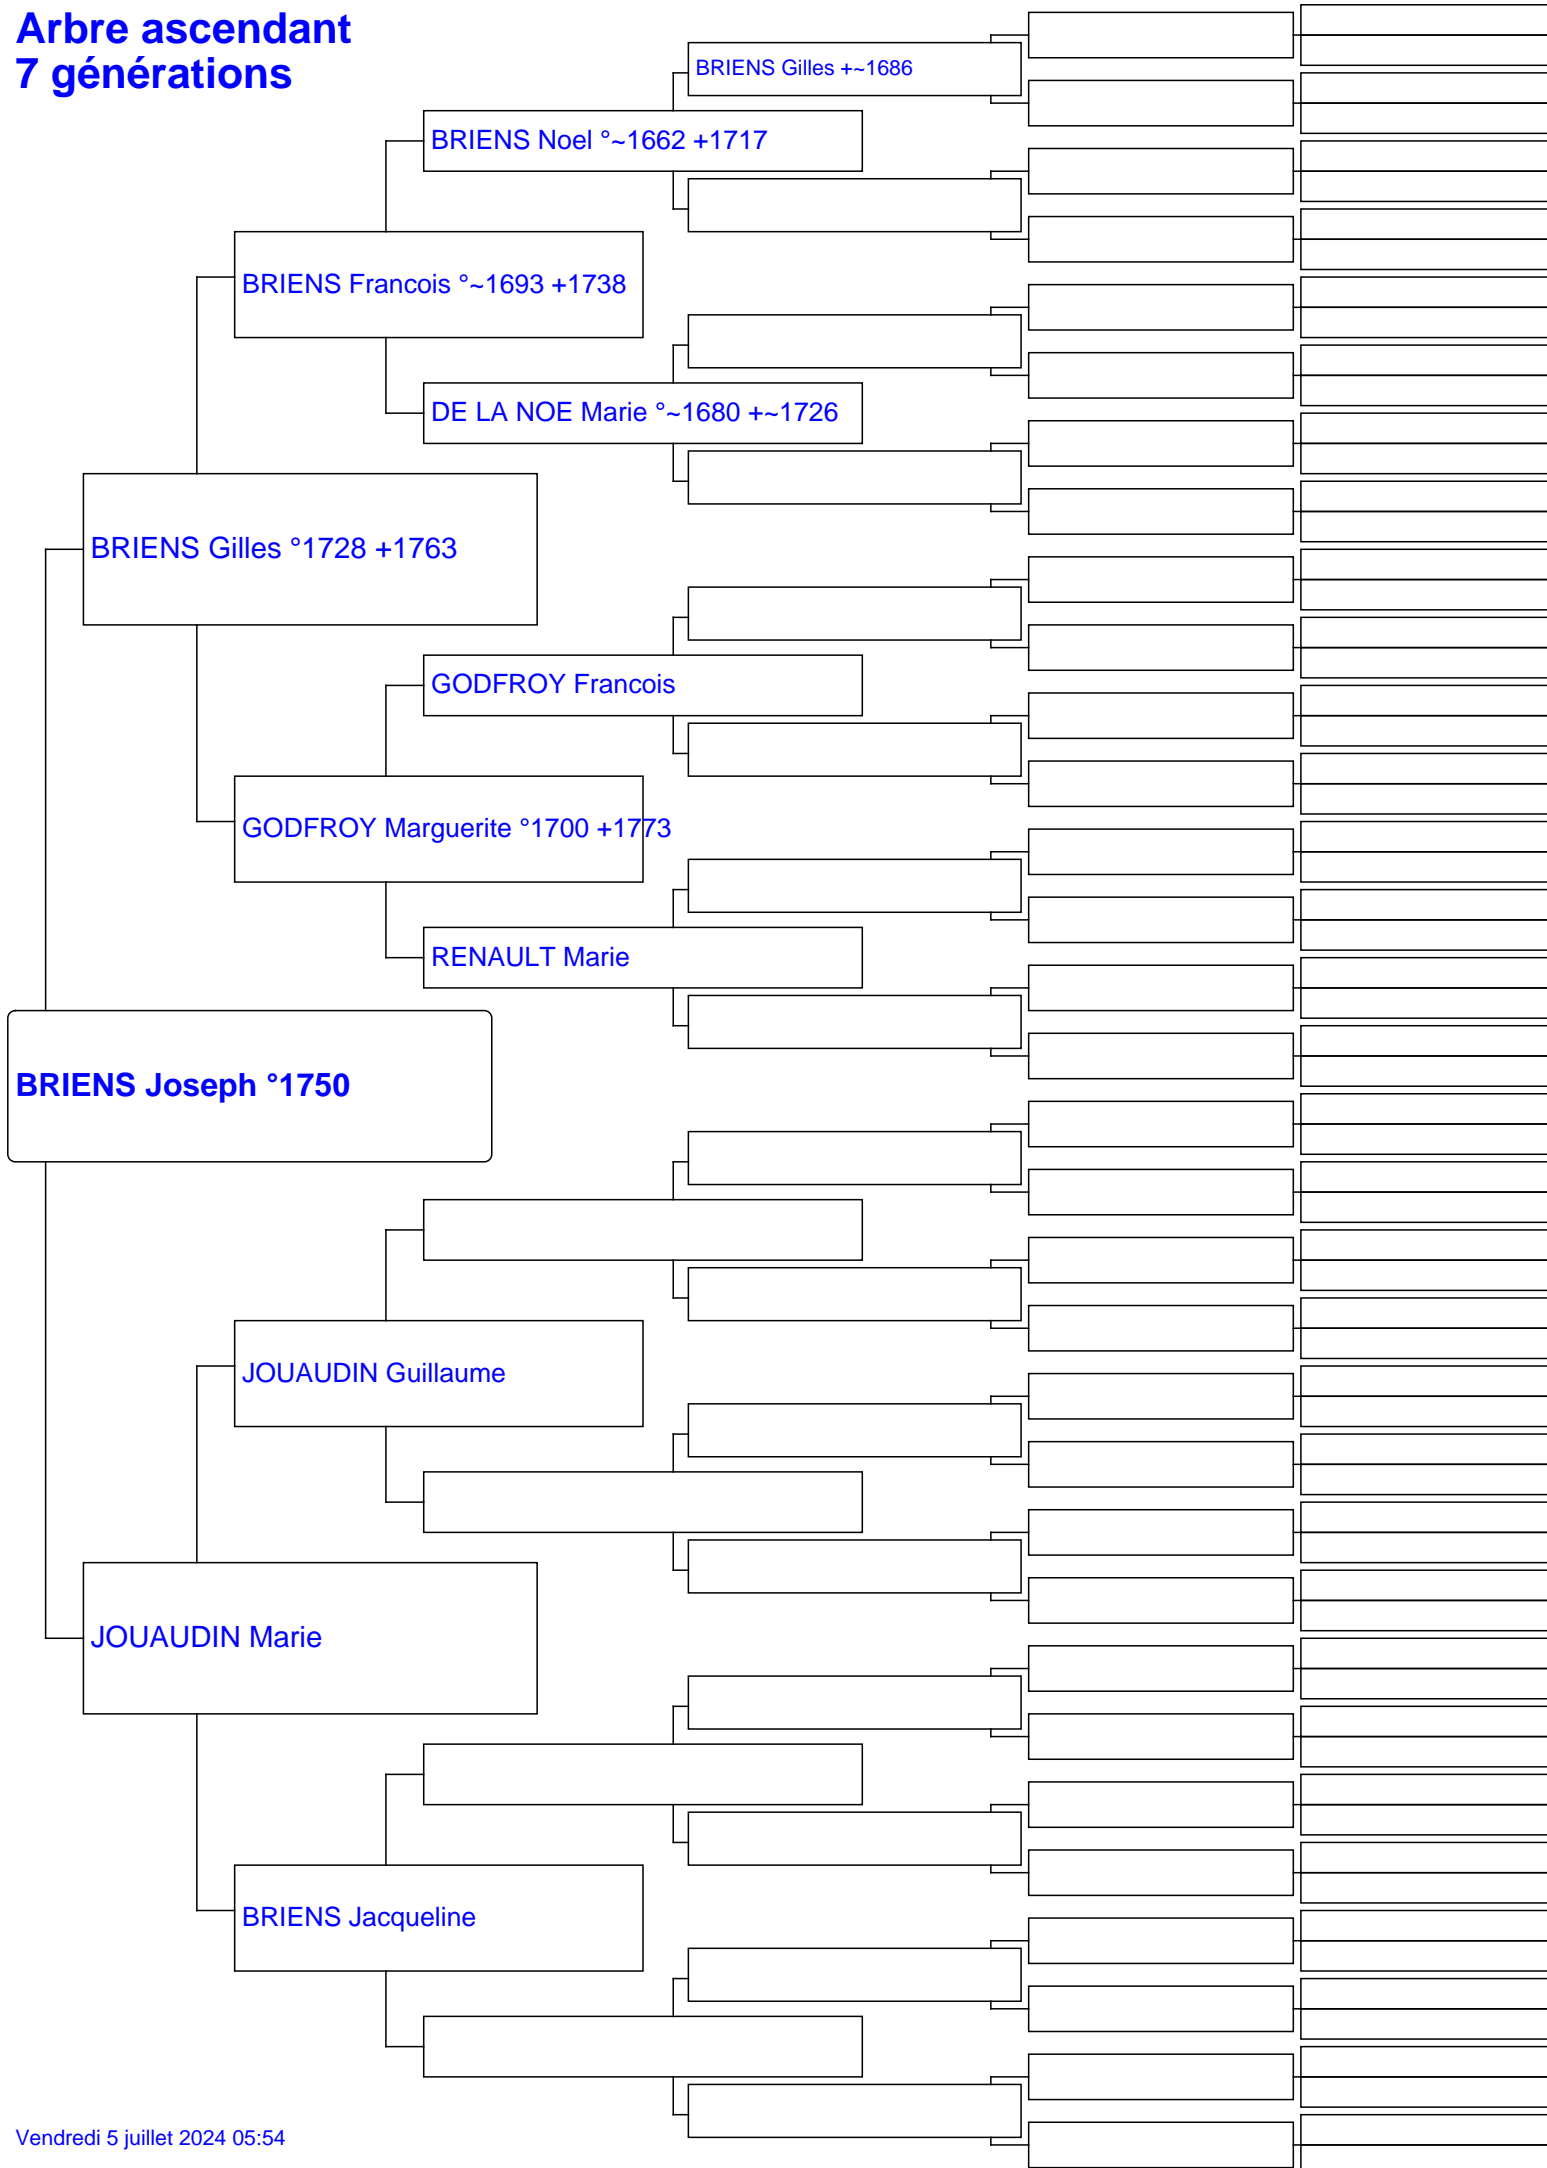 Arbre ascendant
7 générations
BRIENS Gilles +~1686
BRIENS Noel °~1662 +1717
BRIENS Francois °~1693 +1738
DE LA NOE Marie °~1680 +~1726
BRIENS Gilles °1728 +1763
GODFROY Francois
GODFROY Marguerite °1700 +1773
RENAULT Marie
BRIENS Joseph °1750
JOUAUDIN Guillaume
JOUAUDIN Marie
BRIENS Jacqueline
Vendredi 5 juillet 2024 05:54